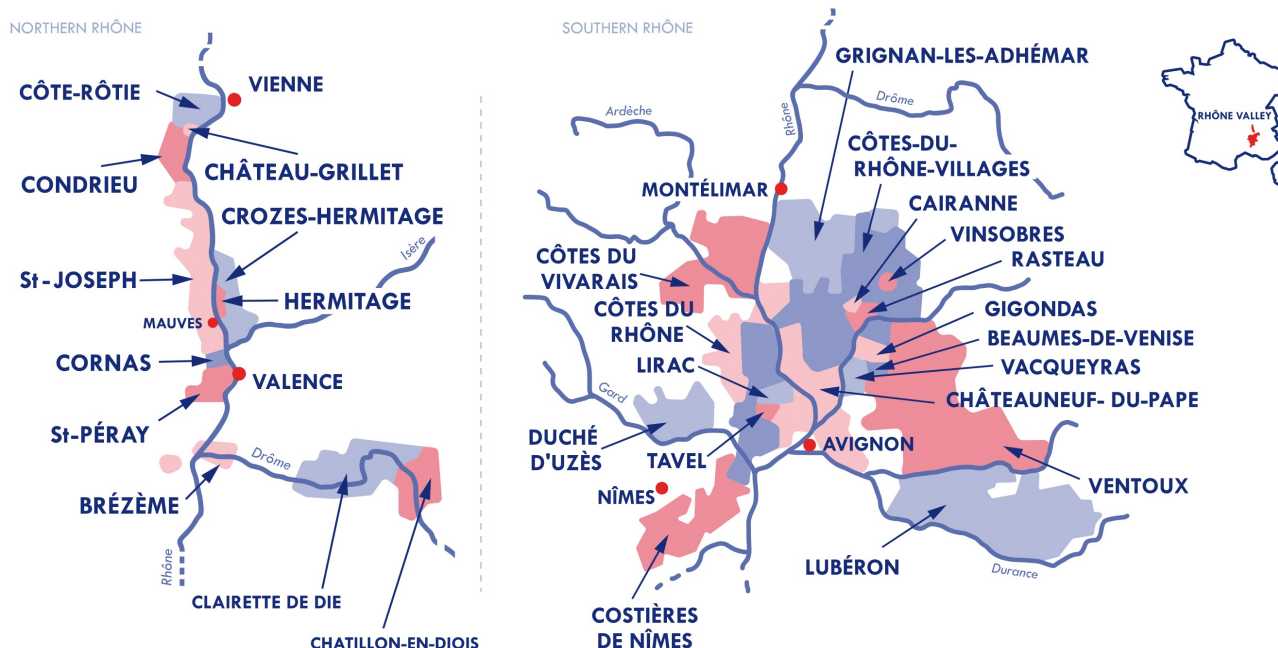 NORTHERN RHÔNE
CÔTE-RÔTIE
VIENNE
CONDRIEU
CHÂTEAU-GRILLET
CROZES-HERMITAGE
Isère
St-JOSEPH
HERMITAGE
MAUVES
CORNAS
VALENCE
St-PÉRAY
Drôme
BRÉZÈME
Rhône
CLAIRETTE DE DIE
CHATILLON-EN-DIOIS
SOUTHERN RHÔNE
GRIGNAN-LES-ADHÉMAR
Ardèche
Rhône
Drôme
CÔTES-DU-
RHÔNE-VILLAGES
MONTÉLIMAR
CAIRANNE
VINSOBRES
RASTEAU
CÔTES DU
VIVARAIS
CÔTES DU
RHÔNE
GIGONDAS
BEAUMES-DE-VENISE
LIRAC
VACQUEYRAS
Gard
CHÂTEAUNEUF- DU-PAPE
DUCHÉ
D'UZÈS
TAVEL
AVIGNON
NÎMES
VENTOUX
LUBÉRON
Durance
COSTIÈRES
DE NÎMES
RHÔNE VALLEY